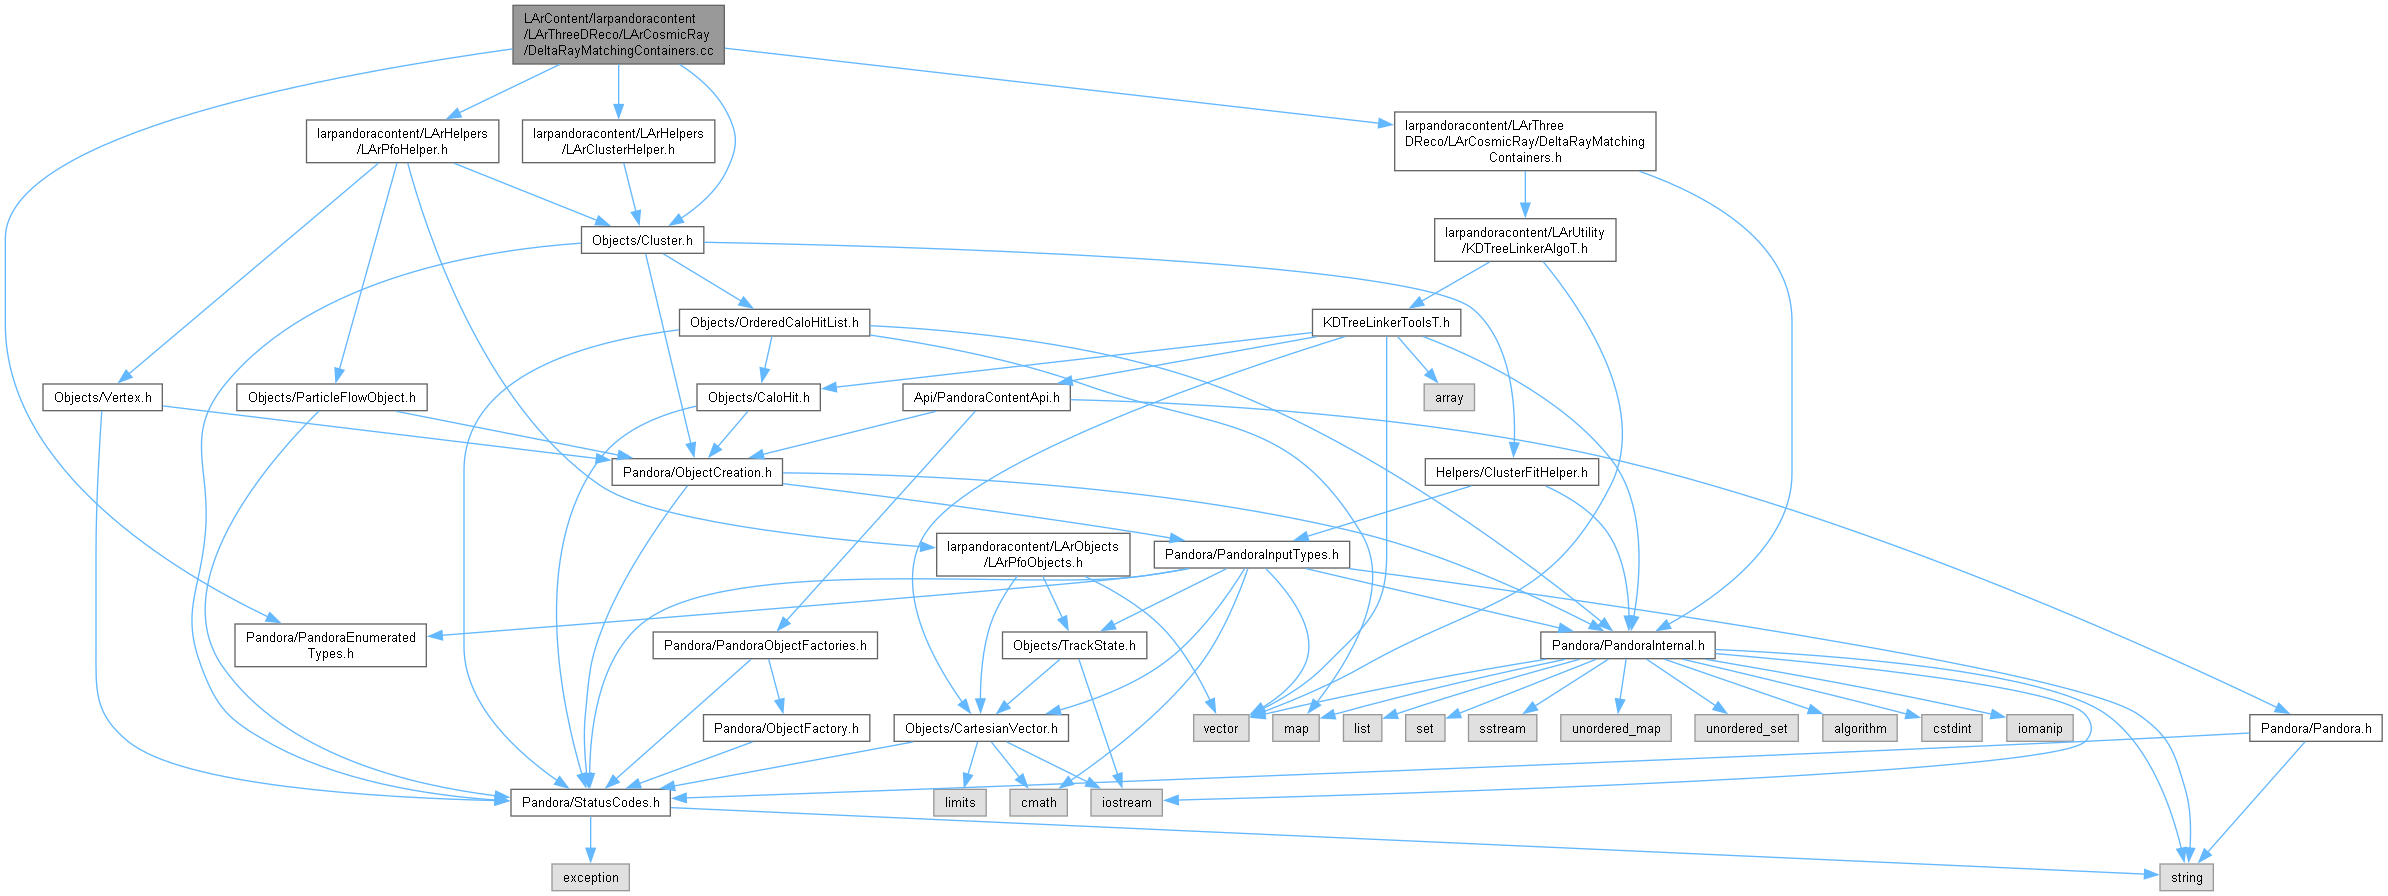 LArContent/larpandoracontent
/LArThreeDReco/LArCosmicRay
/DeltaRayMatchingContainers.cc
larpandoracontent/LArHelpers
/LArPfoHelper.h
larpandoracontent/LArHelpers
/LArClusterHelper.h
larpandoracontent/LArThree
DReco/LArCosmicRay/DeltaRayMatching
Containers.h
Objects/Cluster.h
larpandoracontent/LArUtility
/KDTreeLinkerAlgoT.h
Objects/OrderedCaloHitList.h
KDTreeLinkerToolsT.h
Objects/Vertex.h
Objects/ParticleFlowObject.h
Objects/CaloHit.h
Api/PandoraContentApi.h
array
Pandora/ObjectCreation.h
Helpers/ClusterFitHelper.h
larpandoracontent/LArObjects
/LArPfoObjects.h
Pandora/PandoraInputTypes.h
Pandora/PandoraEnumerated
Types.h
Pandora/PandoraObjectFactories.h
Objects/TrackState.h
Pandora/PandoraInternal.h
Pandora/ObjectFactory.h
Objects/CartesianVector.h
vector
map
list
set
sstream
unordered_map
unordered_set
algorithm
cstdint
iomanip
Pandora/Pandora.h
Pandora/StatusCodes.h
limits
cmath
iostream
exception
string